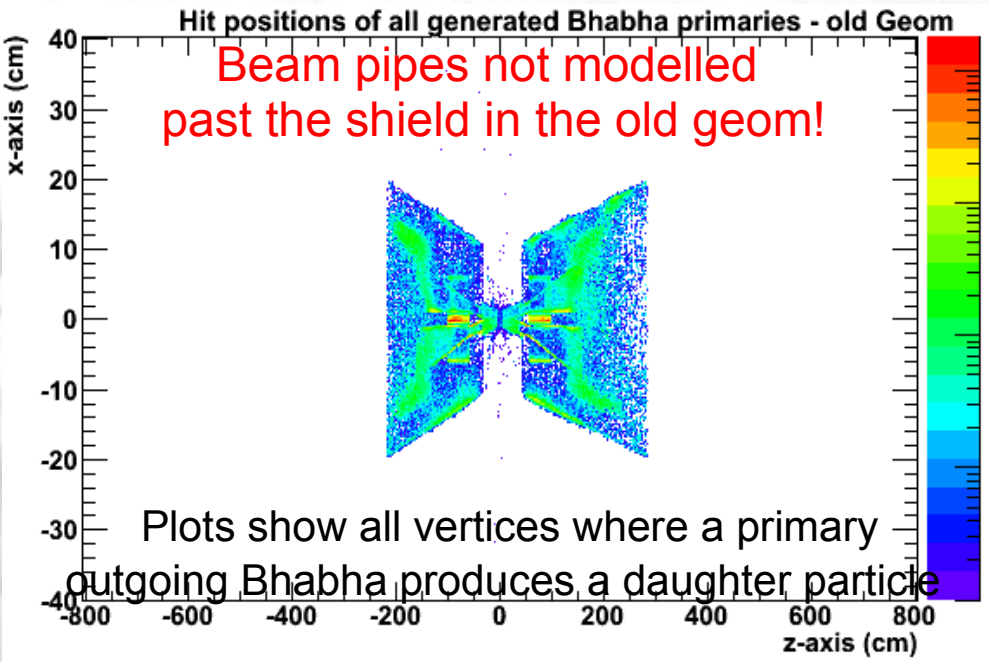 Hit positions of all generated Bhabha primaries - old Geom
x-axis (cm)
Beam pipes not modelled
past the shield in the old geom!
40
30
20
10
0
-10
-20
-30
-40
Plots show all vertices where a primary
outgoing Bhabha produces a daughter particle
-800 -600 -400 -200 0 200 400 600 800
z-axis (cm)